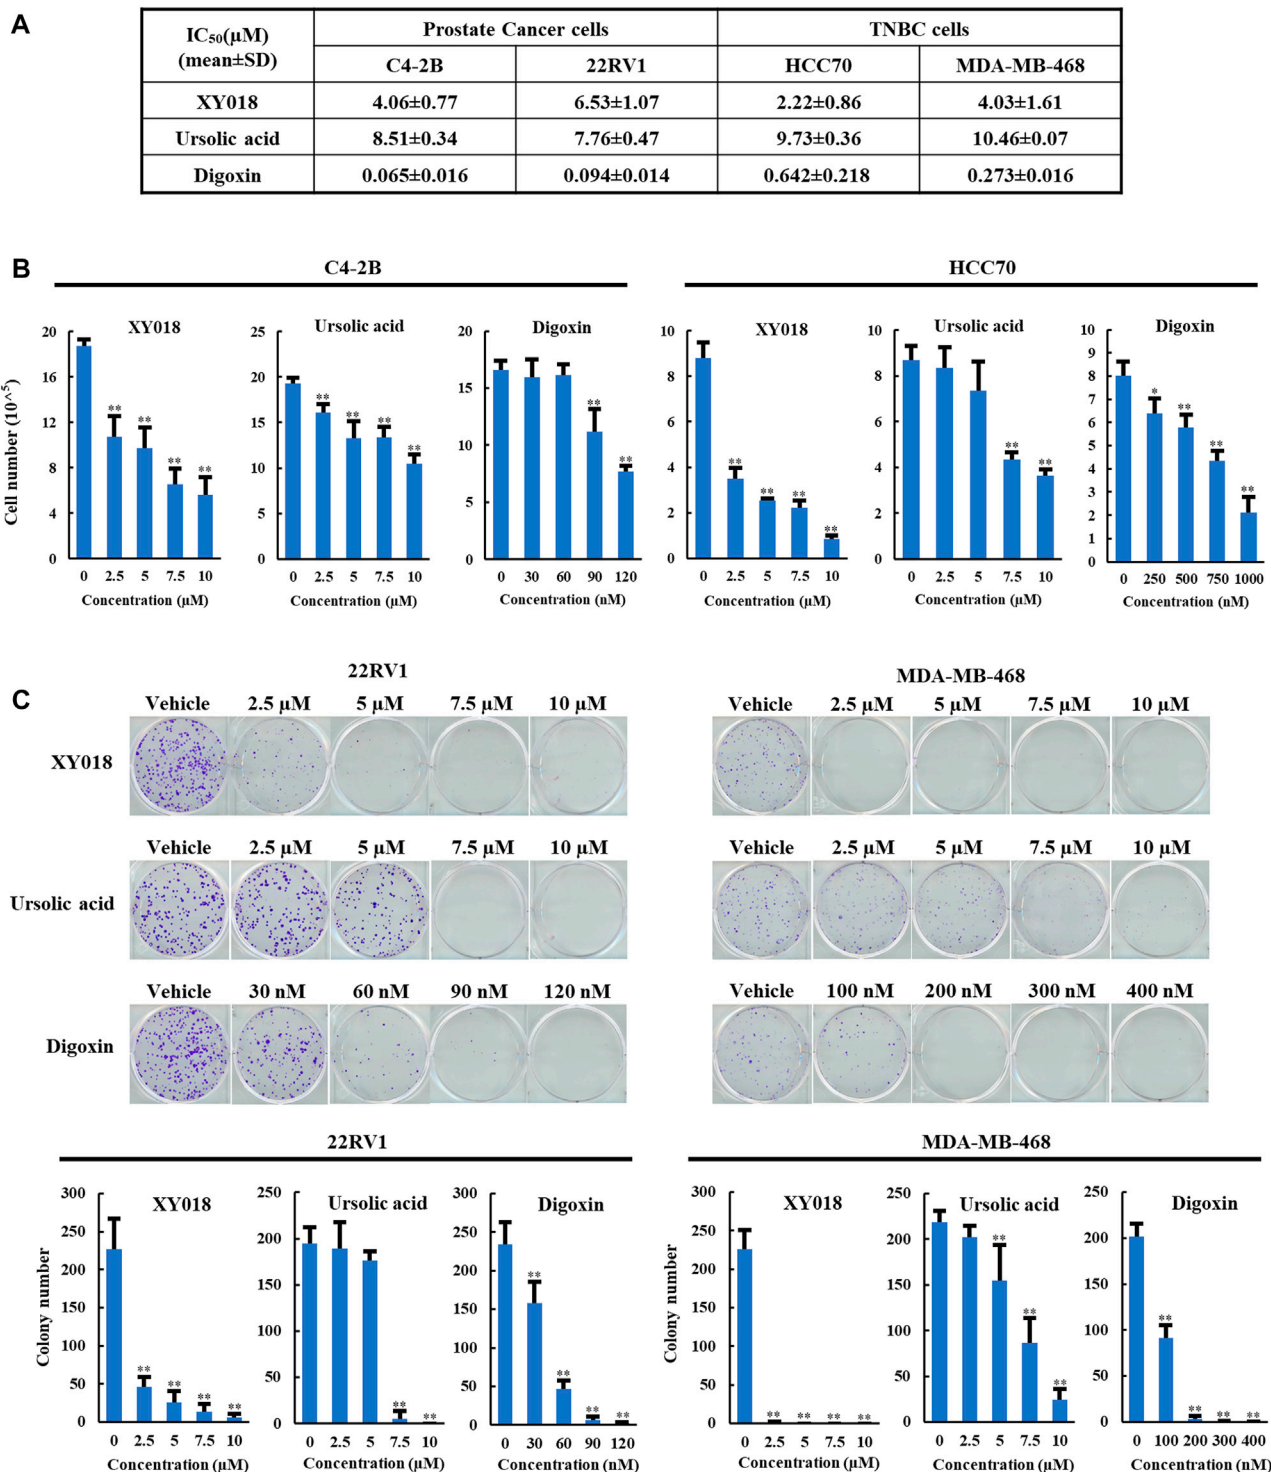 A
IC₅₀(µM) (mean±SD)
Prostate Cancer cells TNBC cells
C4-2B 22RV1 HCC70 MDA-MB-468
XY018 4.06±0.77 6.53±1.07 2.22±0.86 4.03±1.61
Ursolic acid 8.51±0.34 7.76±0.47 9.73±0.36 10.46±0.07
Digoxin 0.065±0.016 0.094±0.014 0.642±0.218 0.273±0.016
B
C4-2B
Cell number (10^5)
XY018
20
16
12
8
4
0
** ** ** **
0 2.5 5 7.5 10
Concentration (µM)
Ursolic acid
25
20
15
10
5
0
** ** ** **
0 2.5 5 7.5 10
Concentration (µM)
Digoxin
20
15
10
5
0
** **
0 30 60 90 120
Concentration (nM)
HCC70
XY018
10
8
6
4
2
0
** ** ** **
0 2.5 5 7.5 10
Concentration (µM)
Ursolic acid
10
8
6
4
2
0
** **
0 2.5 5 7.5 10
Concentration (µM)
Digoxin
10
9
8
7
6
5
4
3
2
1
0
* ** ** **
0 250 500 750 1000
Concentration (nM)
C
22RV1
Vehicle 2.5 µM 5 µM 7.5 µM 10 µM
XY018
Vehicle 2.5 µM 5 µM 7.5 µM 10 µM
Ursolic acid
Vehicle 30 nM 60 nM 90 nM 120 nM
Digoxin
MDA-MB-468
Vehicle 2.5 µM 5 µM 7.5 µM 10 µM
Vehicle 2.5 µM 5 µM 7.5 µM 10 µM
Vehicle 100 nM 200 nM 300 nM 400 nM
22RV1
Colony number
XY018
300
250
200
150
100
50
0
** ** ** **
0 2.5 5 7.5 10
Concentration (µM)
Ursolic acid
250
200
150
100
50
0
** **
0 2.5 5 7.5 10
Concentration (µM)
Digoxin
300
250
200
150
100
50
0
** ** ** **
0 30 60 90 120
Concentration (nM)
MDA-MB-468
Colony number
XY018
300
250
200
150
100
50
0
** ** ** **
0 2.5 5 7.5 10
Concentration (µM)
Ursolic acid
250
200
150
100
50
0
** ** **
0 2.5 5 7.5 10
Concentration (µM)
Digoxin
250
200
150
100
50
0
** ** ** **
0 100 200 300 400
Concentration (nM)